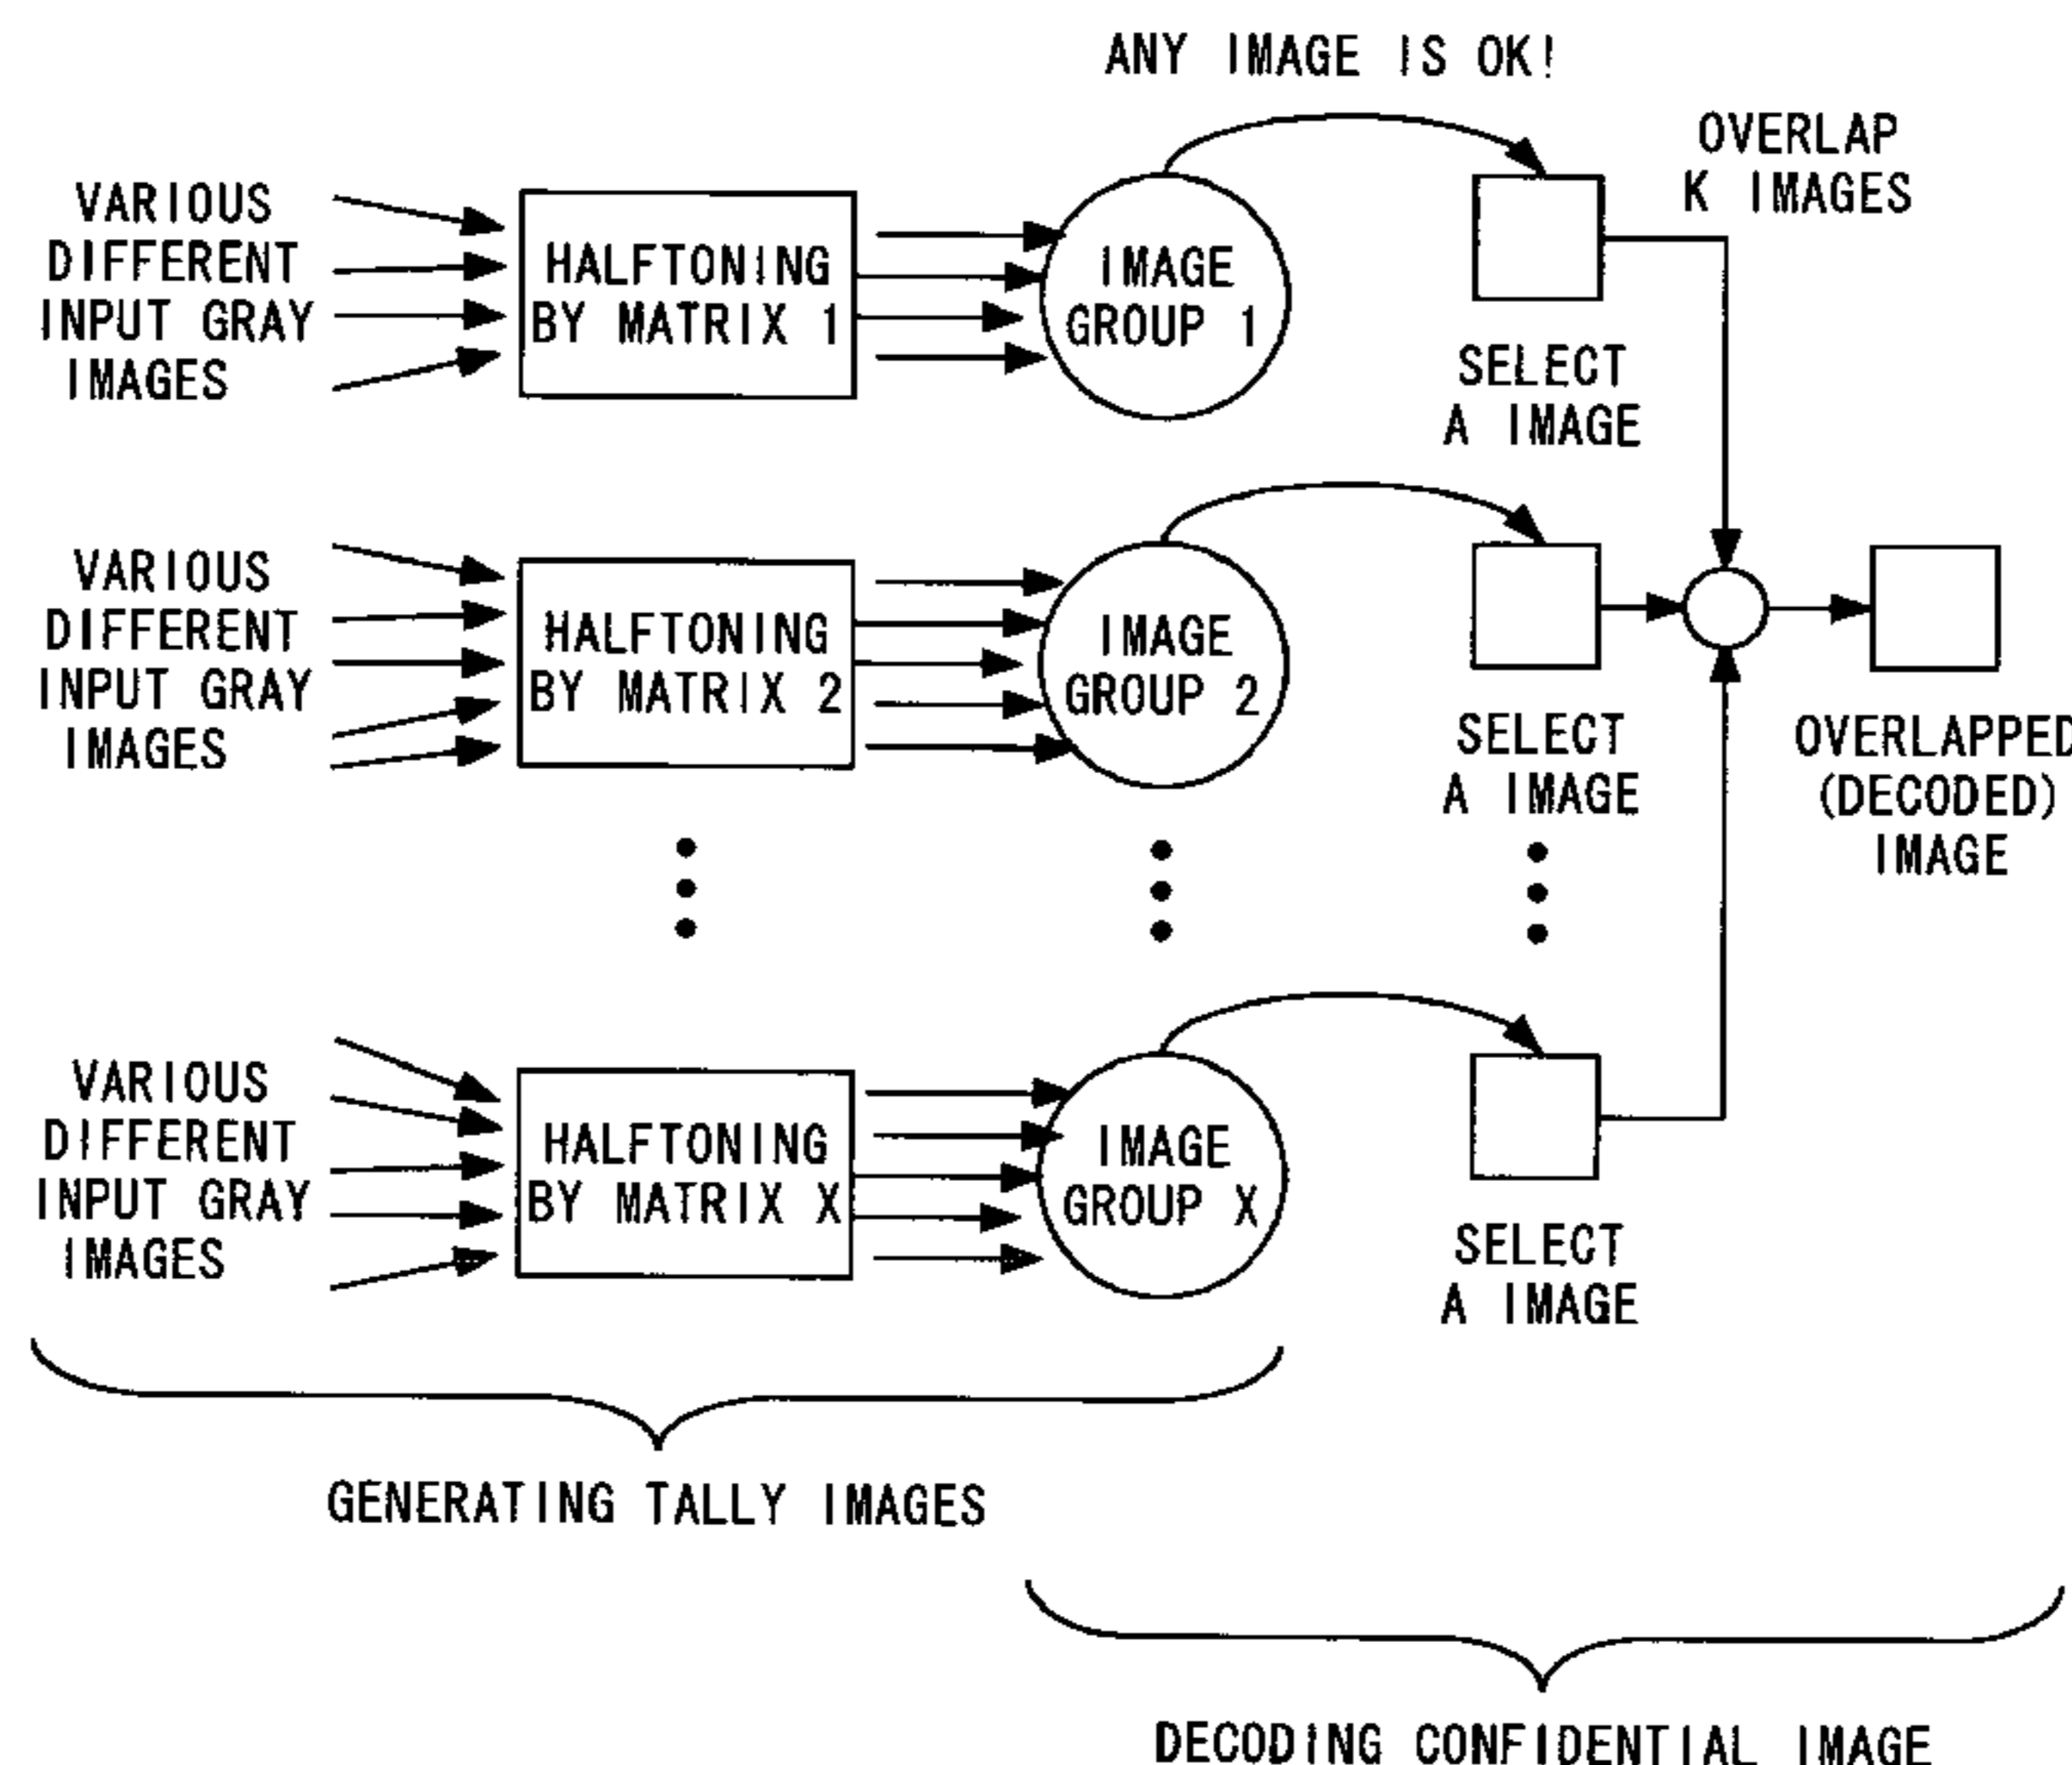 ANY IMAGE IS OK!
OVERLAP
K IMAGES
VARIOUS
DIFFERENT
INPUT GRAY
IMAGES
HALFTONING
BY MATRIX 1
IMAGE
GROUP 1
SELECT
A IMAGE
VARIOUS
DIFFERENT
INPUT GRAY
IMAGES
HALFTONING
BY MATRIX 2
IMAGE
GROUP 2
SELECT
A IMAGE
OVERLAPPED
(DECODED)
IMAGE
VARIOUS
DIFFERENT
INPUT GRAY
IMAGES
HALFTONING
BY MATRIX X
IMAGE
GROUP X
SELECT
A IMAGE
GENERATING TALLY IMAGES
DECODING CONFIDENTIAL IMAGE